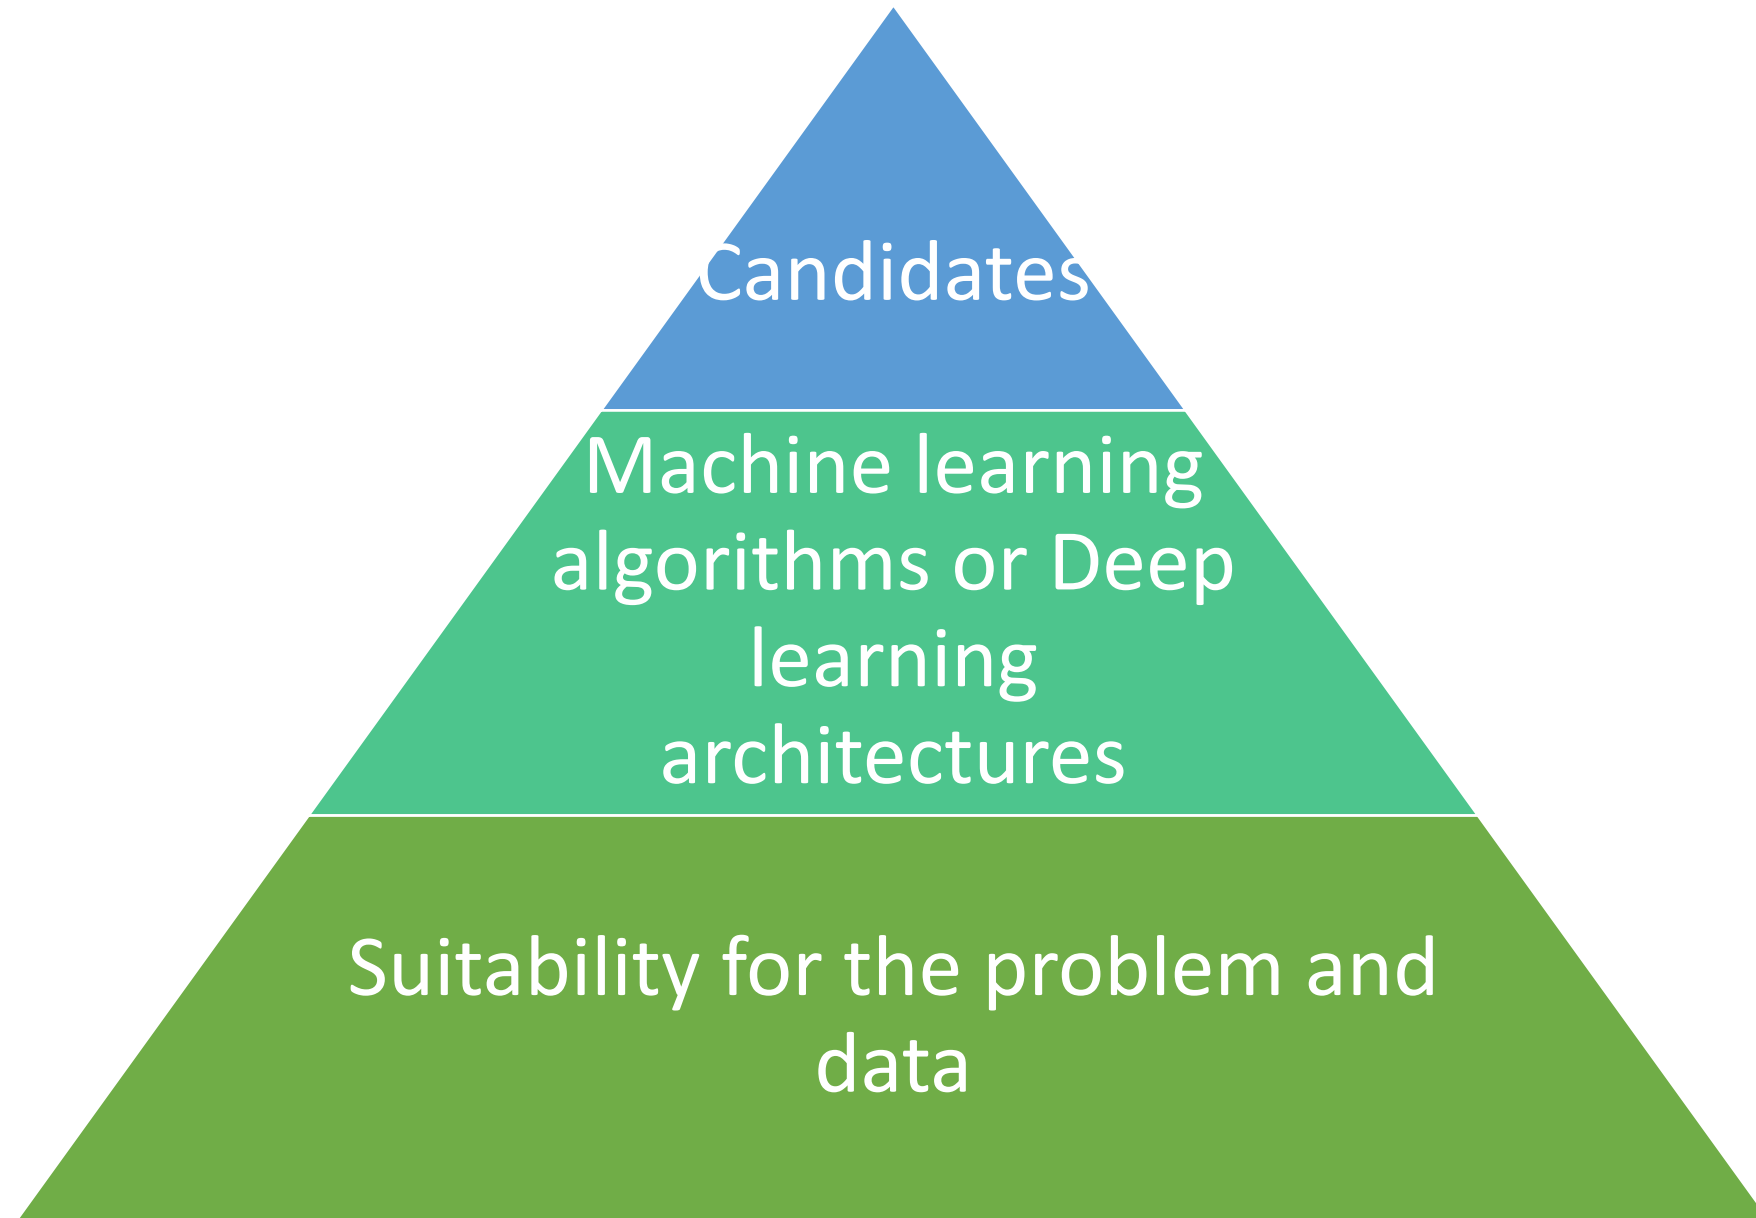 Candidates
Machine learning
algorithms or Deep
learning
architectures
Suitability for the problem and
data